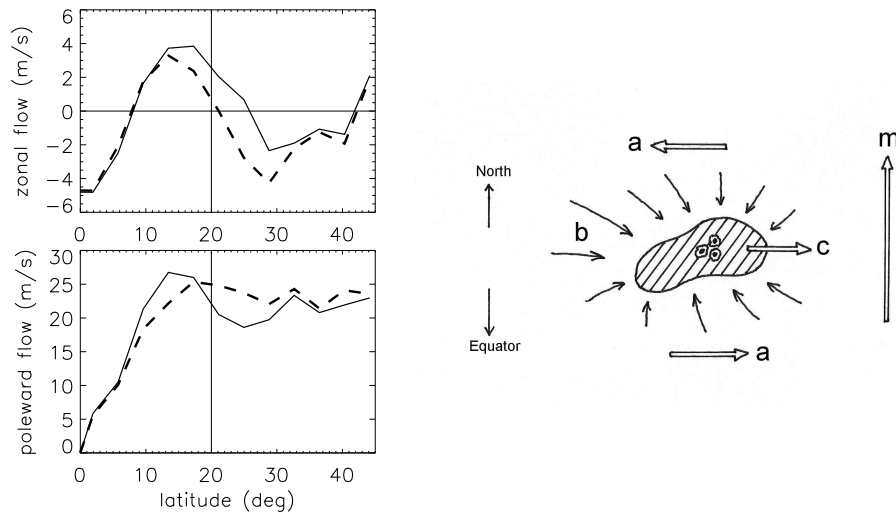 zonal flow (m/s)
6
4
2
0
−2
−4
−6
poleward flow (m/s)
30
25
20
15
10
5
0
0 10 20 30 40
latitude (deg)
a
m
North
b
c
Equator
a